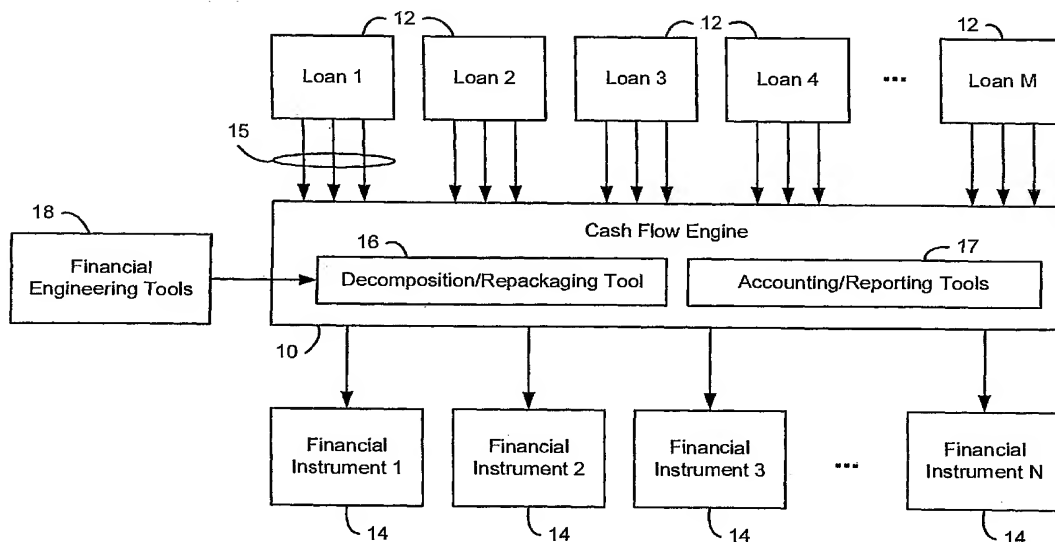 12
12
12
Loan 1
Loan 2
Loan 3
Loan 4
...
Loan M
15
18
Financial
Engineering Tools
Cash Flow Engine
16
Decomposition/Repackaging Tool
17
Accounting/Reporting Tools
10
Financial
Instrument 1
Financial
Instrument 2
Financial
Instrument 3
...
Financial
Instrument N
14
14
14
14